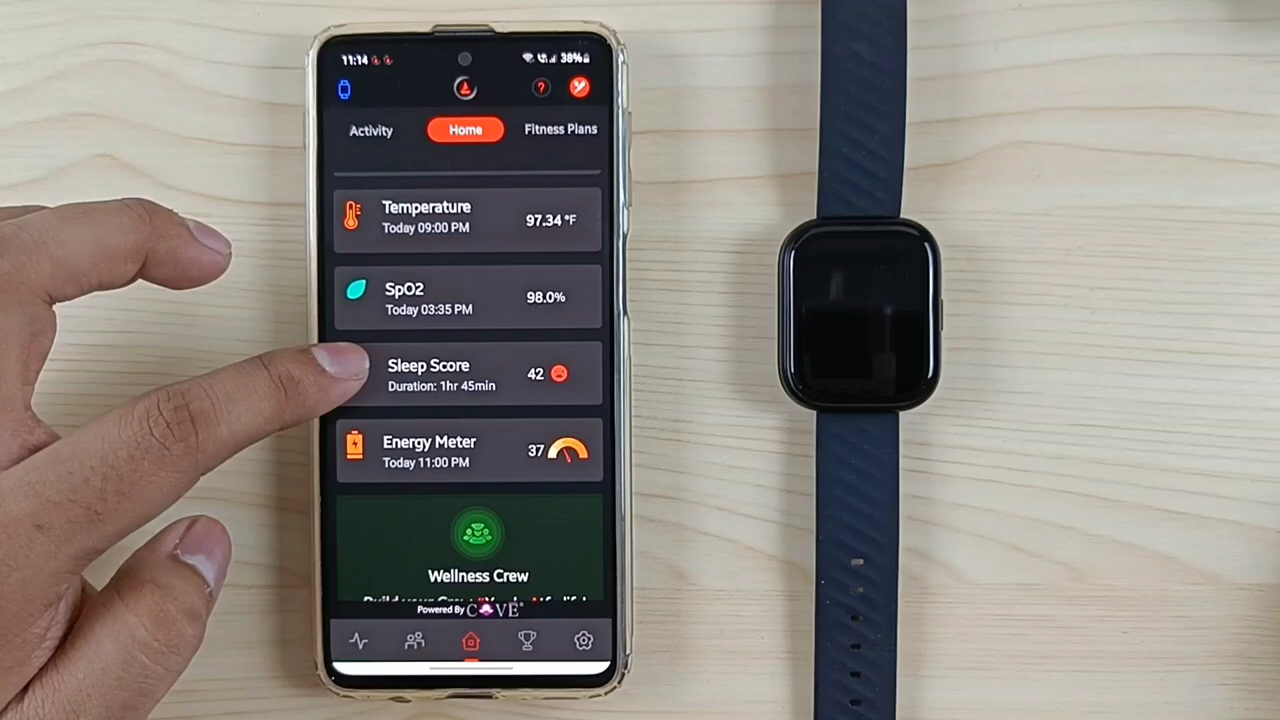 11:14 38%
?
Activity Home Fitness Plans
Temperature
Today 09:00 PM
97.34 °F
SpO2
Today 03:35 PM
98.0%
Sleep Score
Duration: 1hr 45min
42
Energy Meter
Today 11:00 PM
37
Wellness Crew
Powered By COVE